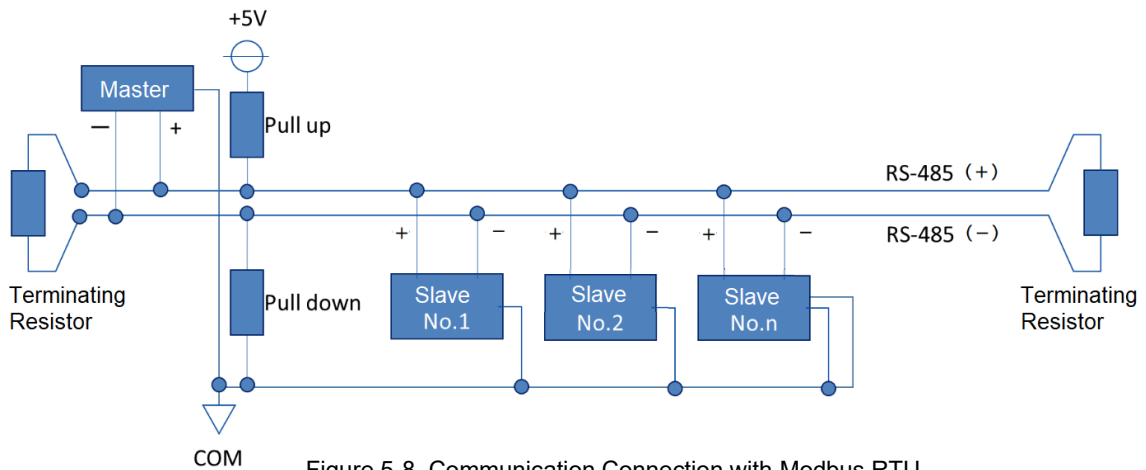 +5V
Master
− +
Pull up
RS-485 (+)
RS-485 (−)
+ − + − + −
Terminating
Resistor
Pull down
Slave
No.1
Slave
No.2
Slave
No.n
Terminating
Resistor
COM
Figure 5-8 Communication Connection with Modbus RTU